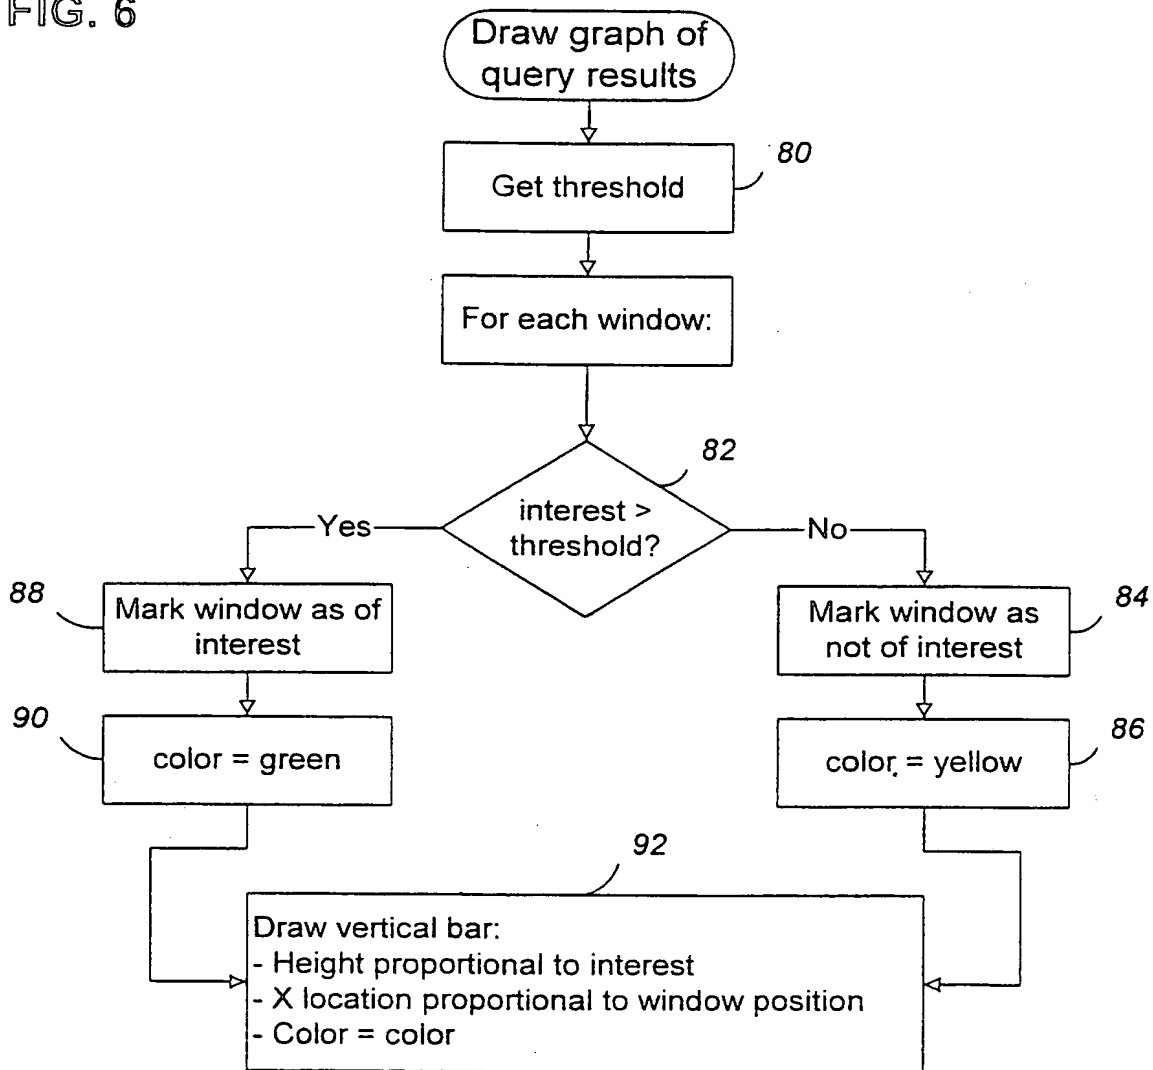 FIG. 6
Draw graph of
query results
80
Get threshold
For each window:
82
interest >
threshold?
Yes
No
88
Mark window as of
interest
84
Mark window as
not of interest
90
color = green
86
color = yellow
92
Draw vertical bar:
- Height proportional to interest
- X location proportional to window position
- Color = color